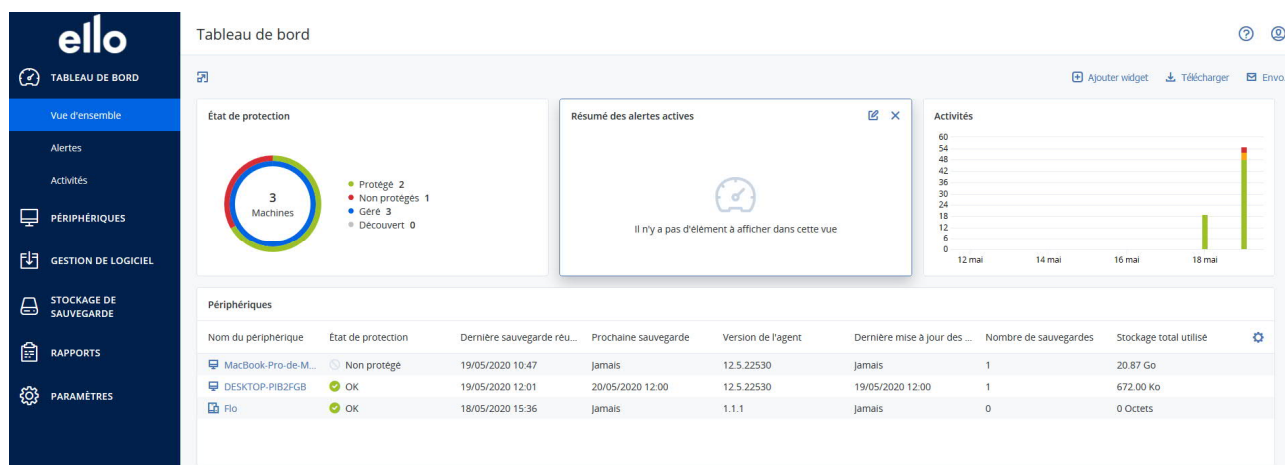 ello
Tableau de bord
TABLEAU DE BORD
Vue d'ensemble
Alertes
Activités
PÉRIPHÉRIQUES
GESTION DE LOGICIEL
STOCKAGE DE
SAUVEGARDE
RAPPORTS
PARAMÈTRES
Ajouter widget Télécharger Envo.
État de protection
3
Machines
Protégé 2
Non protégés 1
Géré 3
Découvert 0
Résumé des alertes actives
Il n'y a pas d'élément à afficher dans cette vue
Activités
60
54
48
42
36
30
24
18
12
6
0
12 mai 14 mai 16 mai 18 mai
Périphériques
Nom du périphérique État de protection Dernière sauvegarde réu... Prochaine sauvegarde Version de l'agent Dernière mise à jour des ... Nombre de sauvegardes Stockage total utilisé
MacBook-Pro-de-M... Non protégé 19/05/2020 10:47 Jamais 12.5.22530 Jamais 1 20.87 Go
DESKTOP-PIB2FGB OK 19/05/2020 12:01 20/05/2020 12:00 12.5.22530 19/05/2020 12:00 1 672.00 Ko
Flo OK 18/05/2020 15:36 Jamais 1.1.1 Jamais 0 0 Octets